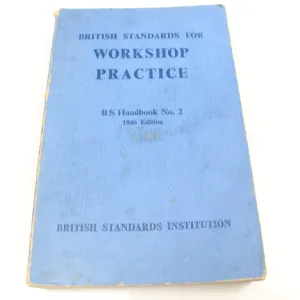 BRITISH STANDARDS FOR
WORKSHOP
PRACTICE
BS Handbook No. 2
1946 Edition
BRITISH STANDARDS INSTITUTION